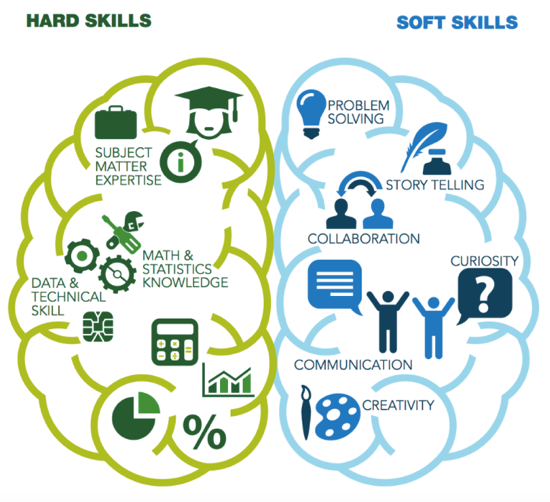 HARD SKILLS
SUBJECT
MATTER
EXPERTISE
i
MATH &
STATISTICS
KNOWLEDGE
DATA &
TECHNICAL
SKILL
%
SOFT SKILLS
PROBLEM
SOLVING
STORY TELLING
COLLABORATION
CURIOSITY
?
COMMUNICATION
CREATIVITY